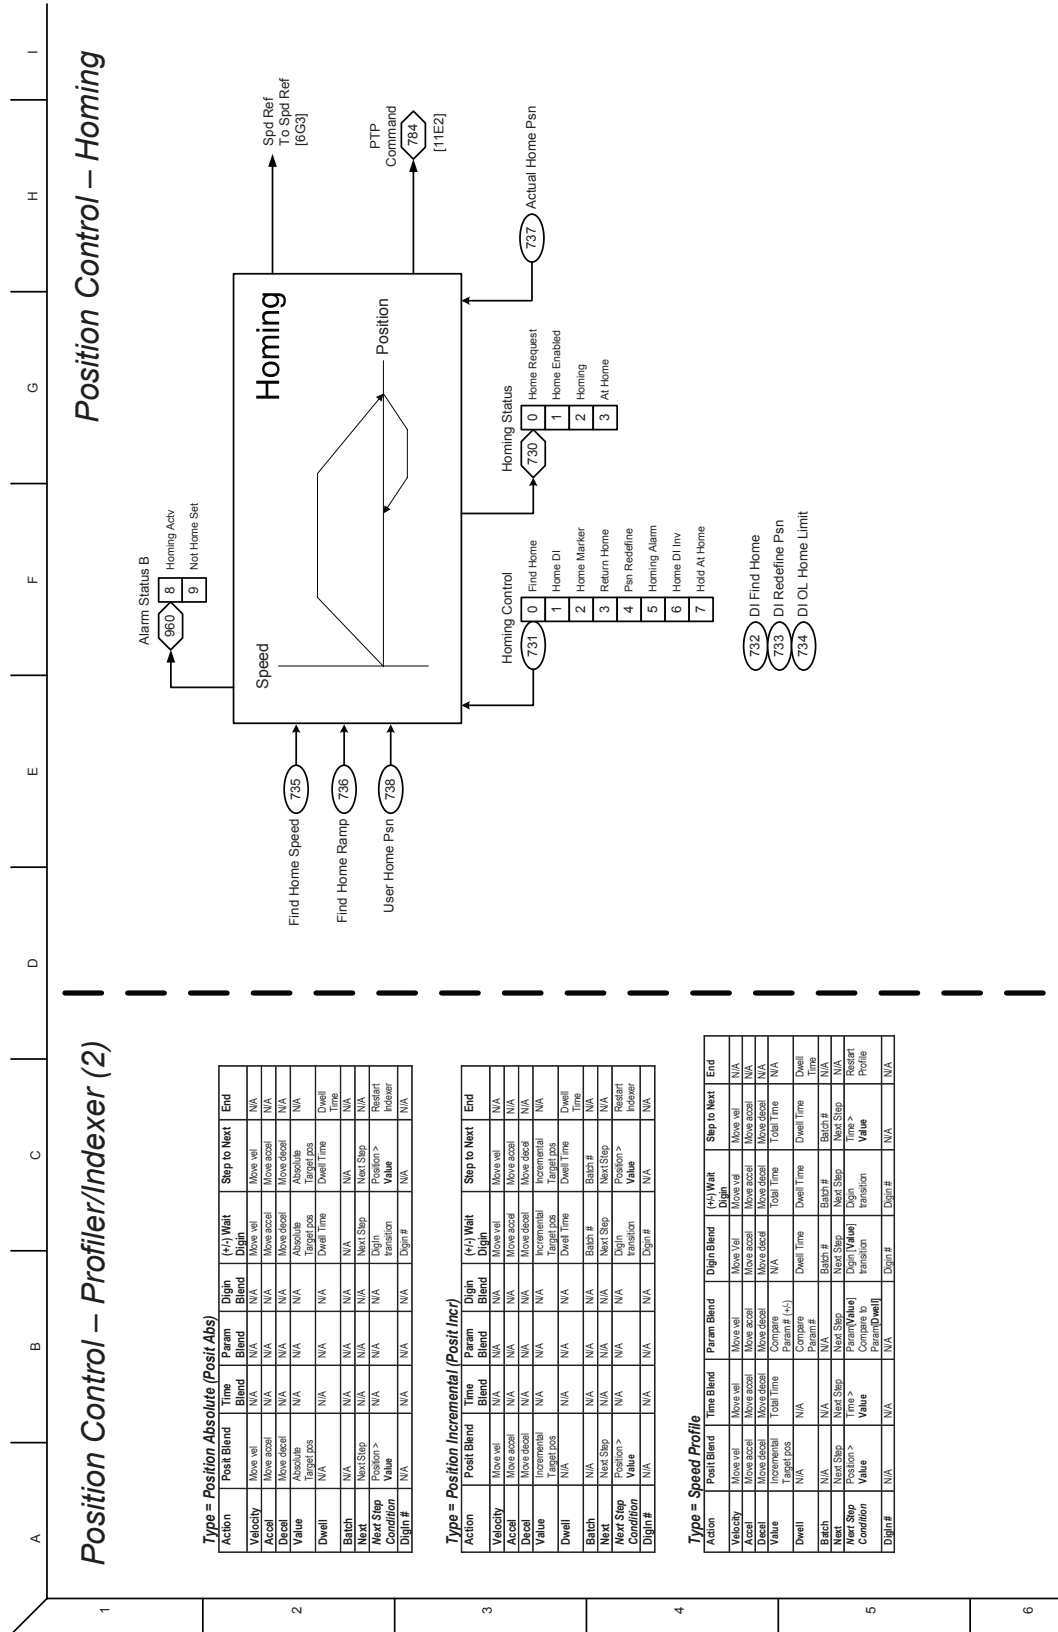 A B C D E F G H I
1
2
3
4
5
6
Position Control – Profiler/Indexer (2)
Type = Position Absolute (Posit Abs)
Action Posit Blend Time Blend Param Blend Digin Blend (+/-) Wait Digin Step to Next End
Velocity Move vel N/A N/A N/A Move vel Move vel N/A
Accel Move accel N/A N/A N/A Move accel Move accel N/A
Decel Move decel N/A N/A N/A Move decel Move decel N/A
Value Absolute Target pos N/A N/A N/A Absolute Target pos Absolute Target pos N/A
Dwell N/A N/A N/A N/A Dwell Time Dwell Time Dwell Time
Batch N/A N/A N/A N/A N/A N/A N/A
Next Next Step N/A N/A N/A Next Step Next Step N/A
Next Step Condition Position > Value N/A N/A N/A DigIn transition Position > Value Restart Indexer
DigIn # N/A N/A N/A N/A Digin # N/A N/A
Type = Position Incremental (Posit Incr)
Action Posit Blend Time Blend Param Blend Digin Blend (+/-) Wait Digin Step to Next End
Velocity Move vel N/A N/A N/A Move vel Move vel N/A
Accel Move accel N/A N/A N/A Move accel Move accel N/A
Decel Move decel N/A N/A N/A Move decel Move decel N/A
Value Incremental Target pos N/A N/A N/A Incremental Target pos Incremental Target pos N/A
Dwell N/A N/A N/A N/A Dwell Time Dwell Time Dwell Time
Batch N/A N/A N/A N/A Batch # Batch # N/A
Next Next Step N/A N/A N/A Next Step Next Step N/A
Next Step Condition Position > Value N/A N/A N/A DigIn transition Position > Value Restart Indexer
DigIn # N/A N/A N/A N/A Digin # N/A N/A
Type = Speed Profile
Action Posit Blend Time Blend Param Blend Digin Blend (+/-) Wait Digin Step to Next End
Velocity Move vel Move vel Move vel Move Vel Move vel Move vel N/A
Accel Move accel Move accel Move accel Move accel Move accel Move accel N/A
Decel Move decel Move decel Move decel Move decel Move decel Move decel N/A
Value Incremental Target pos Total Time Compare Param # (+/-) N/A Total Time Total Time N/A
Dwell N/A N/A Compare Param # Dwell Time Dwell Time Dwell Time Dwell Time
Batch N/A N/A N/A Batch # Batch # Batch # N/A
Next Next Step Next Step Next Step Next Step Next Step Next Step N/A
Next Step Condition Position > Value Time > Value Param[Value] Compare to Param[Dwell] Digin [Value] transition Digin transition Time > Value Restart Profile
DigIn # N/A N/A N/A Digin # Digin # N/A N/A
Position Control – Homing
Alarm Status B
960 8 Homing Actv
9 Not Home Set
Find Home Speed 735
Find Home Ramp 736
User Home Psn 738
Speed
Homing
Position
Spd Ref
To Spd Ref
[6G3]
PTP
Command
784
[11E2]
Homing Control
731 0 Find Home
1 Home DI
2 Home Marker
3 Return Home
4 Psn Redefine
5 Homing Alarm
6 Home DI Inv
7 Hold At Home
Homing Status
730 0 Home Request
1 Home Enabled
2 Homing
3 At Home
737 Actual Home Psn
732 DI Find Home
733 DI Redefine Psn
734 DI OL Home Limit